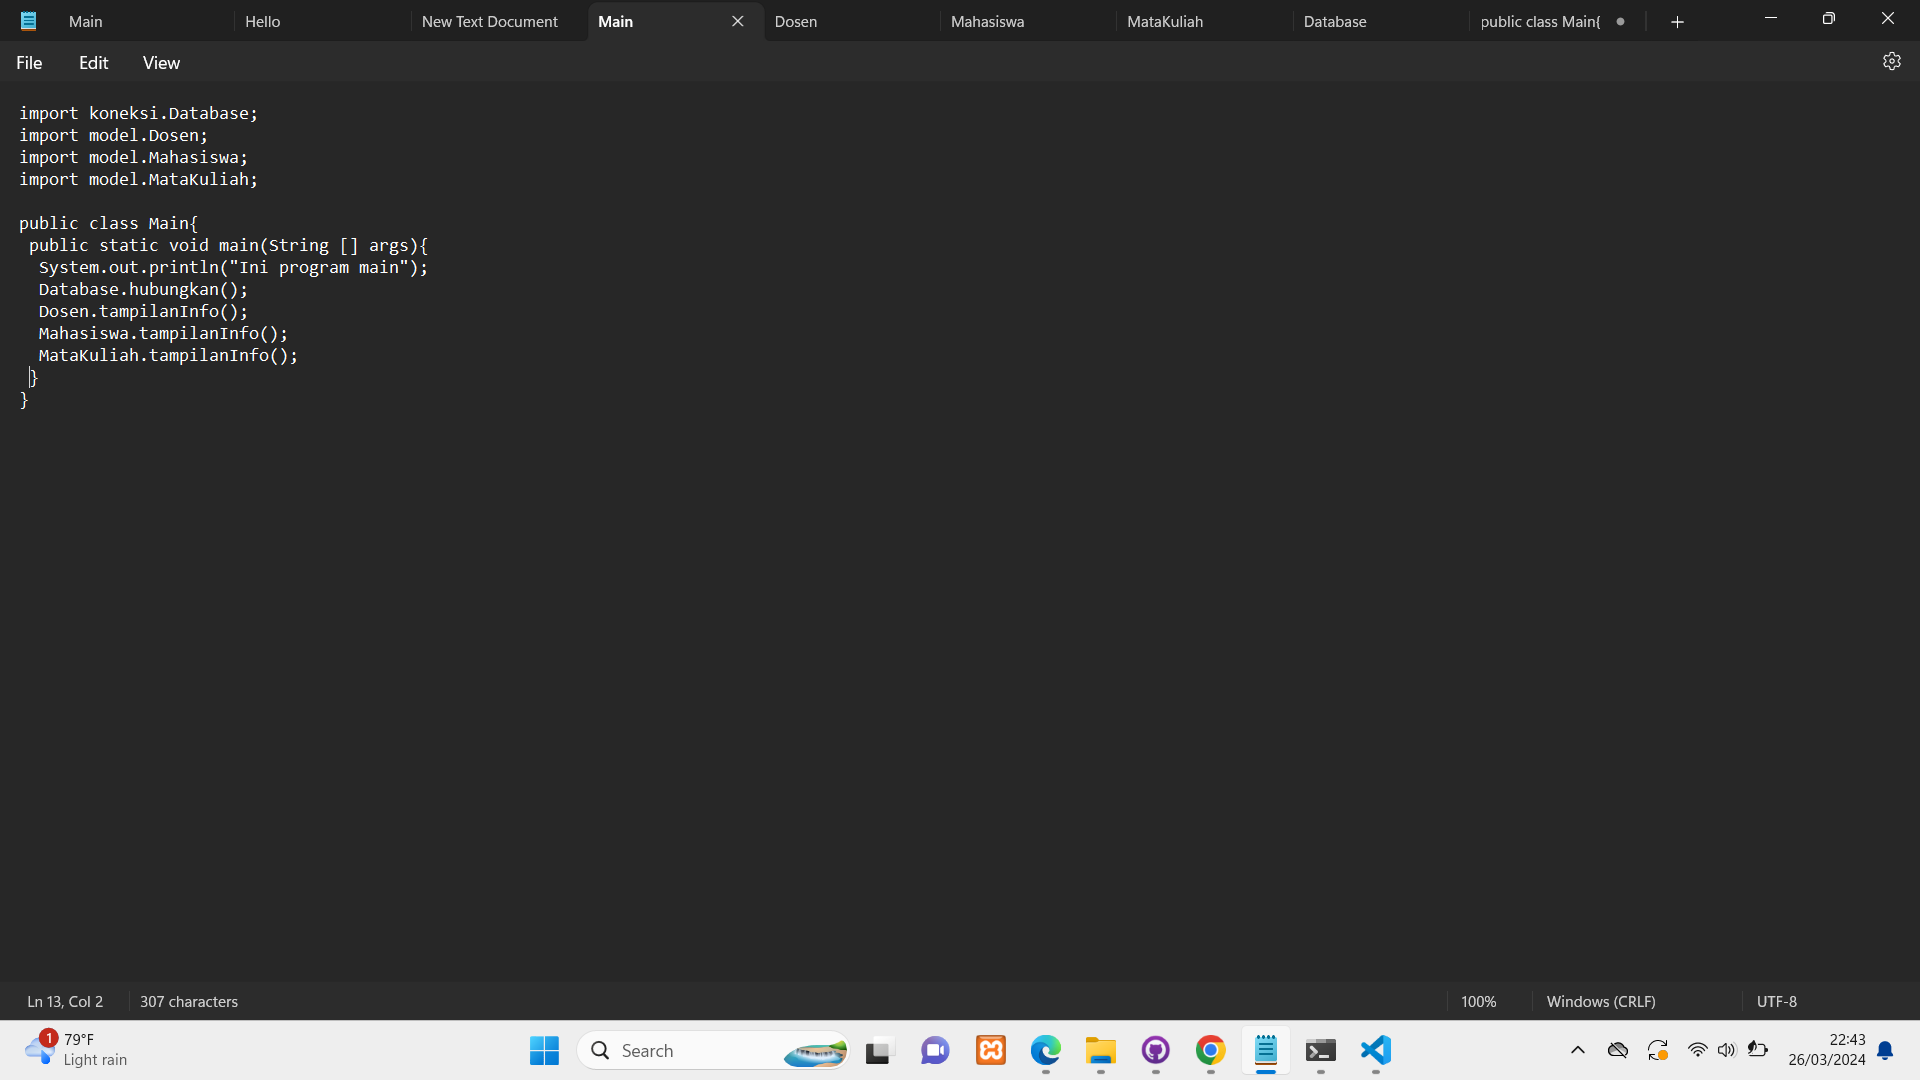 Main Hello New Text Document Main Dosen Mahasiswa MataKuliah Database public class Main{
File Edit View
import koneksi.Database;
import model.Dosen;
import model.Mahasiswa;
import model.MataKuliah;
public class Main{
public static void main(String [] args){
System.out.println("Ini program main");
Database.hubungkan();
Dosen.tampilanInfo();
Mahasiswa.tampilanInfo();
MataKuliah.tampilanInfo();
}
}
Ln 13, Col 2 307 characters 100% Windows (CRLF) UTF-8
1 79°F Search 22:43
Light rain 26/03/2024